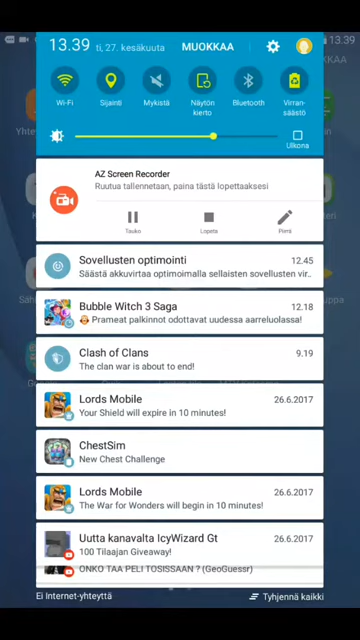 13.39 ti, 27. kesäkuuta MUOKKAA
13.39
KAA
Wi-Fi
Sijainti
Mykistä
Näytön kierto
Bluetooth
Virran-säästö
Ulkona
AZ Screen Recorder
Ruutua tallennetaan, paina tästä lopettaaksesi
Tauko
Lopeta
Piirrä
Sovellusten optimointi 12.45
Säästä akkuvirtaa optimoimalla sellaisten sovellusten vir..
Bubble Witch 3 Saga 12.18
Prameat palkinnot odottavat uudessa aarreluolassa!
Clash of Clans 9.19
The clan war is about to end!
Lords Mobile 26.6.2017
Your Shield will expire in 10 minutes!
ChestSim
New Chest Challenge
Lords Mobile 26.6.2017
The War for Wonders will begin in 10 minutes!
Uutta kanavalta IcyWizard Gt 26.6.2017
100 Tilaajan Giveaway!
ONKO TAA PELI TOSISSAAN ? (GeoGuessr)
Ei Internet-yhteyttä
Tyhjennä kaikki